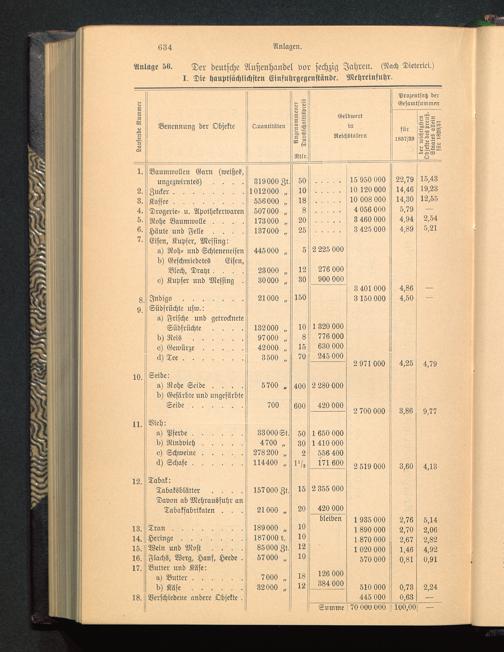 634 Anlagen.
Anlage 56. Der deutsche Außenhandel vor sechzig Jahren. (Nach Dieterici.)
I. Die hauptsächlichsten Einfuhrgegenstände. Mehreinfuhr.
Laufende Nummer
Benennung der Objekte
Quantitäten
Angenommener Durchschnittspreis
Mtlr.
Geldwert
in
Reichstalern
Prozentsatz der
Gesamtsummen
für
1837/39
der wichtigsten Objekte des preuß. Staates allein für
1. Baumwollen Garn (weißes,
ungezwirntes) . . . . 319 000 Zt. 50 . . . . . 15 950 000 22,79 15,43
2. Zucker . . . . . . . 1 012 000 „ 10 . . . . . 10 120 000 14,46 19,23
3. Kaffee . . . . . . . 556 000 „ 18 . . . . . 10 008 000 14,30 12,55
4. Drogerie- u. Apothekerwaren 507 000 „ 8 . . . . . 4 056 000 5,79 —
5. Rohe Baumwolle . . . . 173 000 „ 20 . . . . . 3 460 000 4,94 2,54
6. Häute und Felle . . . . 137 000 „ 25 . . . . . 3 425 000 4,89 5,21
7. Eisen, Kupfer, Messing:
a) Roh- und Schieneneisen 445 000 „ 5 2 225 000
b) Geschmiedetes Eisen,
Blech, Draht . . . . 23 000 „ 12 276 000
c) Kupfer und Messing . 30 000 „ 30 900 000
3 401 000 4,86 —
8. Indigo . . . . . . . 21 000 „ 150 3 150 000 4,50 —
9. Südfrüchte usw.:
a) Frische und getrocknete
Südfrüchte . . . . . 132 000 „ 10 1 320 000
b) Reis . . . . . . 97 000 „ 8 776 000
c) Gewürze . . . . . 42 000 „ 15 630 000
d) Tee . . . . . . 3 500 „ 70 245 000
2 971 000 4,25 4,79
10. Seide:
a) Rohe Seide . . . . . 5 700 „ 400 2 280 000
b) Gefärbte und ungefärbte
Seide . . . . . 700 600 420 000
2 700 000 3,86 9,77
11. Vieh:
a) Pferde . . . . . . 33 000 St. 50 1 650 000
b) Rindvieh . . . . . 4 700 „ 30 1 410 000
c) Schweine . . . . . 278 200 „ 2 556 400
d) Schafe . . . . . . 114 400 „ 1½ 171 600
2 519 000 3,60 4,13
12. Tabak:
Tabaksblätter . . . . . 157 000 Zt. 15 2 355 000
Davon ab Mehrausfuhr an
Tabakfabrikaten . . . 21 000 „ 20 420 000
bleiben 1 935 000 2,76 5,14
13. Tran . . . . . . . 189 000 „ 10 1 890 000 2,70 2,06
14. Heringe . . . . . . 187 000 t. 10 1 870 000 2,67 2,82
15. Wein und Most . . . . 85 000 Zt. 12 1 020 000 1,46 4,92
16. Flachs, Werg, Hanf, Heede . 57 000 „ 10 570 000 0,81 0,91
17. Butter und Käse:
a) Butter . . . . . . 7 000 „ 18 126 000
b) Käse . . . . . . 32 000 „ 12 384 000 510 000 0,73 2,24
18. Verschiedene andere Objekte . 445 000 0,63 —
Summe 70 000 000 100,00 —